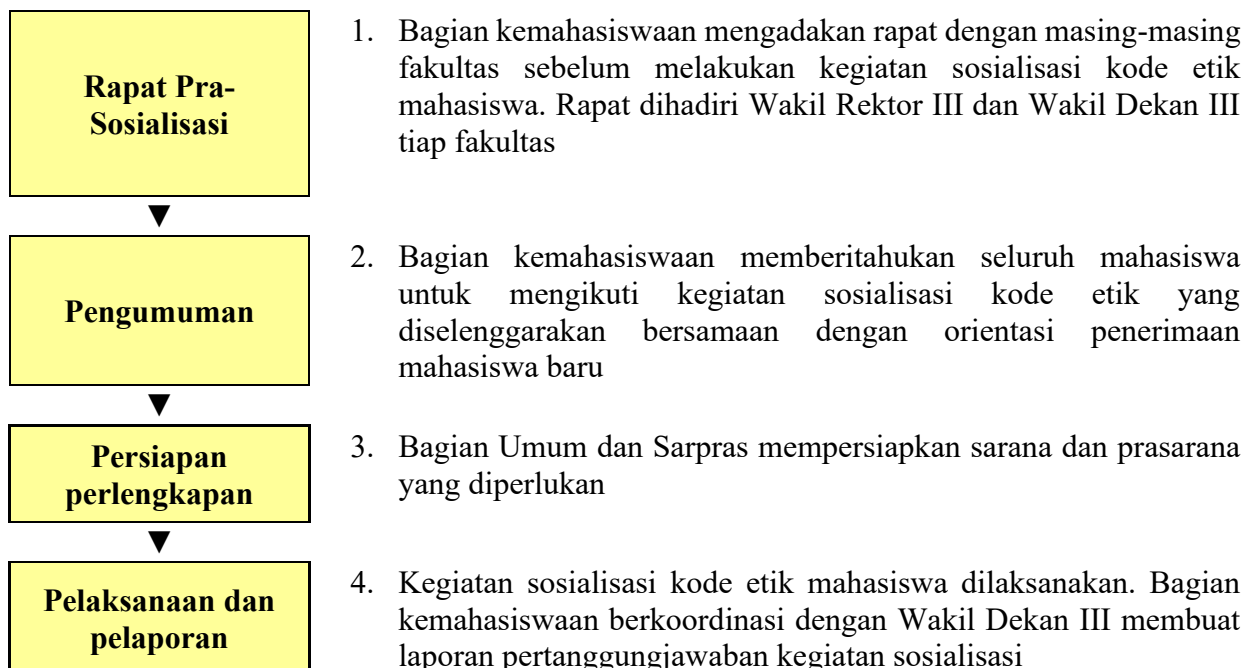 Rapat Pra-
Sosialisasi
1. Bagian kemahasiswaan mengadakan rapat dengan masing-masing
fakultas sebelum melakukan kegiatan sosialisasi kode etik
mahasiswa. Rapat dihadiri Wakil Rektor III dan Wakil Dekan III
tiap fakultas
Pengumuman
2. Bagian kemahasiswaan memberitahukan seluruh mahasiswa
untuk mengikuti kegiatan sosialisasi kode etik yang
diselenggarakan bersamaan dengan orientasi penerimaan
mahasiswa baru
Persiapan
perlengkapan
3. Bagian Umum dan Sarpras mempersiapkan sarana dan prasarana
yang diperlukan
Pelaksanaan dan
pelaporan
4. Kegiatan sosialisasi kode etik mahasiswa dilaksanakan. Bagian
kemahasiswaan berkoordinasi dengan Wakil Dekan III membuat
laporan pertanggungjawaban kegiatan sosialisasi